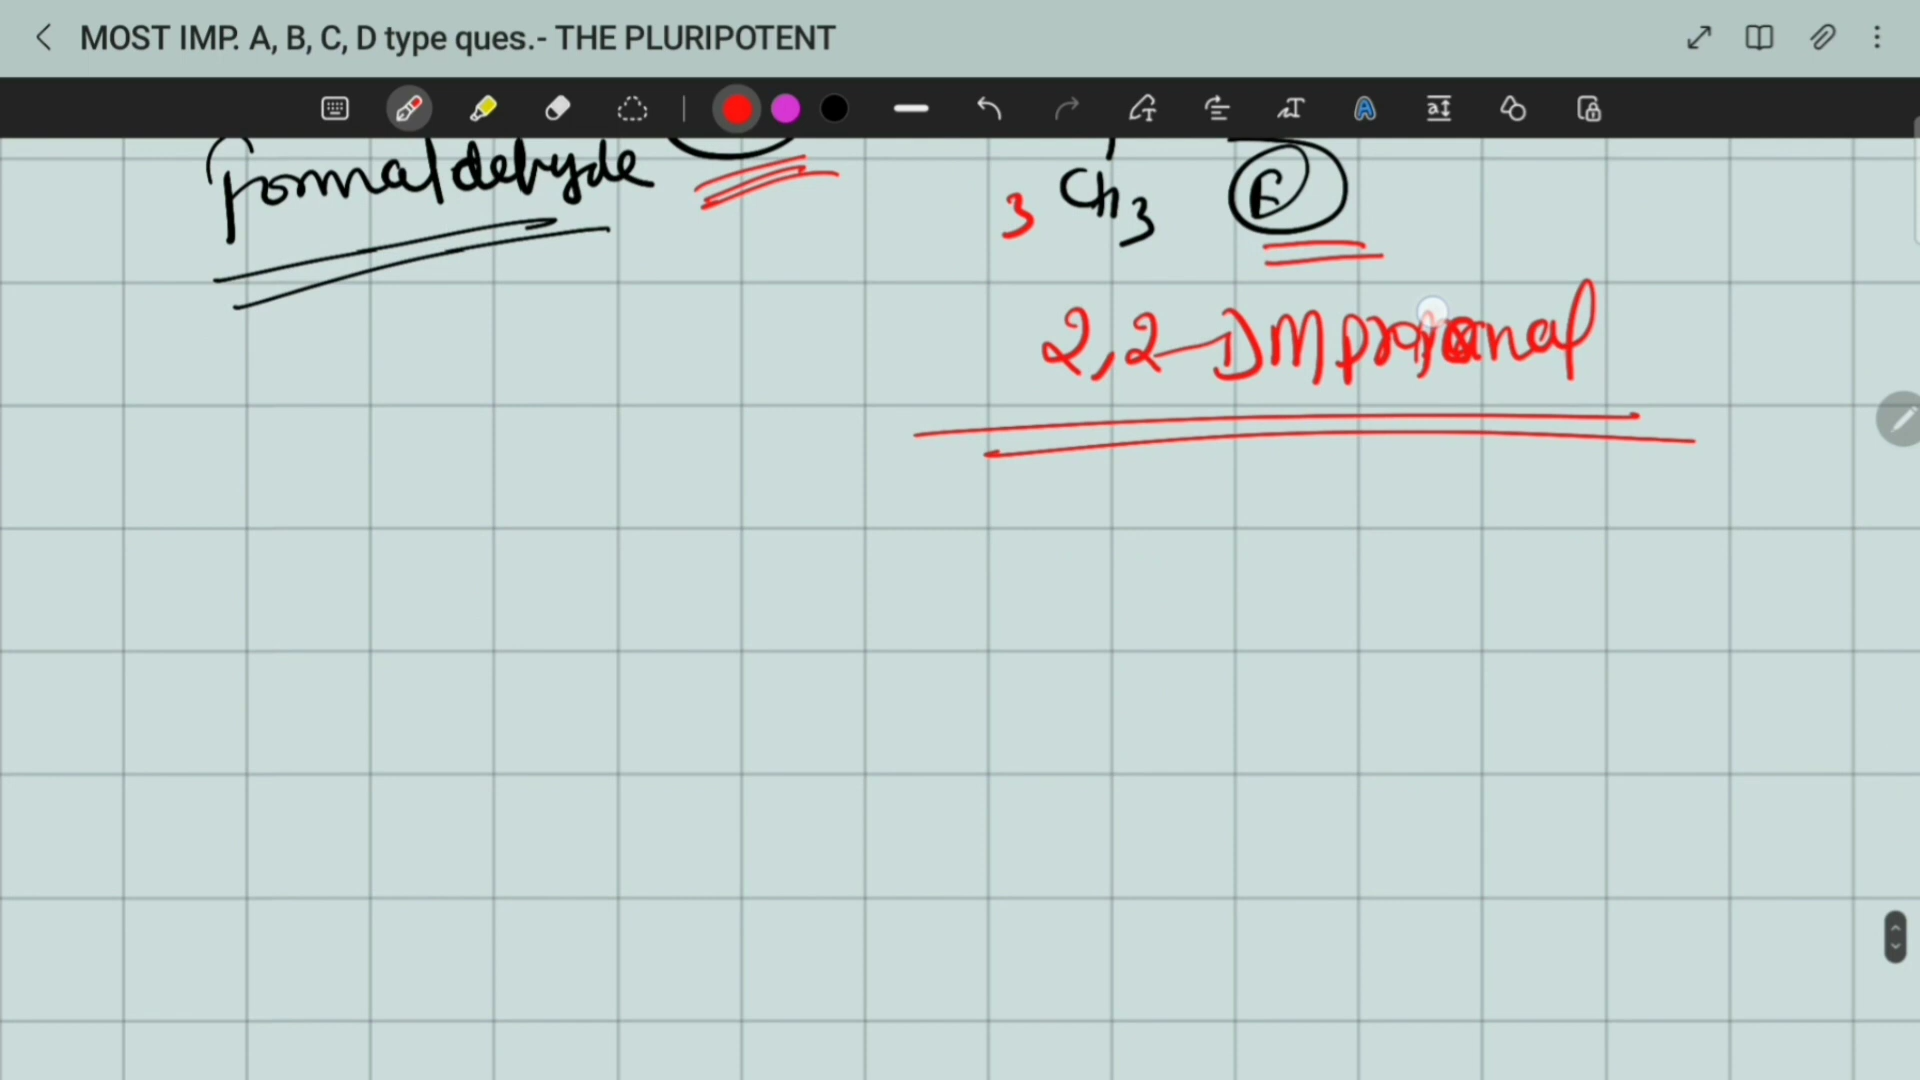 MOST IMP. A, B, C, D type ques.- THE PLURIPOTENT
formaldehyde
3 CH3
2,2-DM propanal